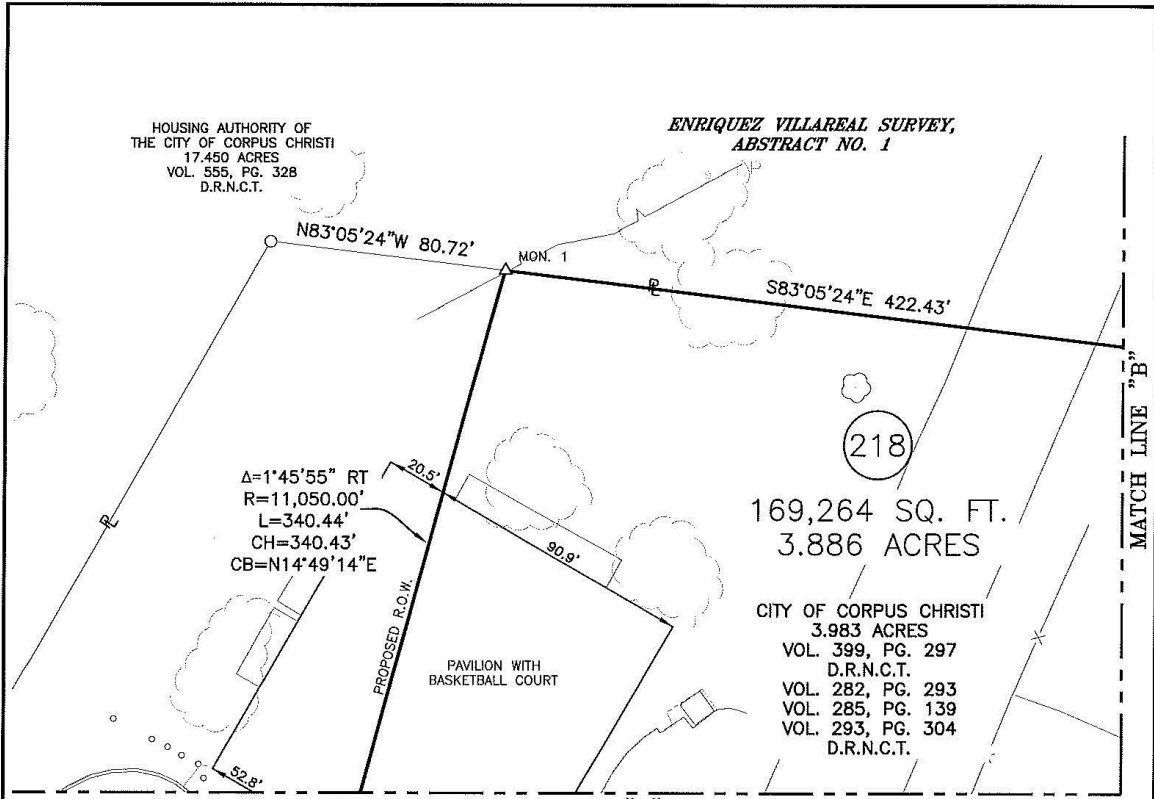 HOUSING AUTHORITY OF
THE CITY OF CORPUS CHRISTI
17.450 ACRES
VOL. 555, PG. 328
D.R.N.C.T.
ENRIQUEZ VILLAREAL SURVEY,
ABSTRACT NO. 1
N83°05'24"W 80.72'
MON. 1
PL
S83°05'24"E 422.43'
MATCH LINE "B"
218
169,264 SQ. FT.
3.886 ACRES
Δ=1°45'55" RT
R=11,050.00'
L=340.44'
CH=340.43'
CB=N14°49'14"E
20.5'
90.9'
PL
PROPOSED R.O.W.
PAVILION WITH
BASKETBALL COURT
CITY OF CORPUS CHRISTI
3.983 ACRES
VOL. 399, PG. 297
D.R.N.C.T.
VOL. 282, PG. 293
VOL. 285, PG. 139
VOL. 293, PG. 304
D.R.N.C.T.
52.8'